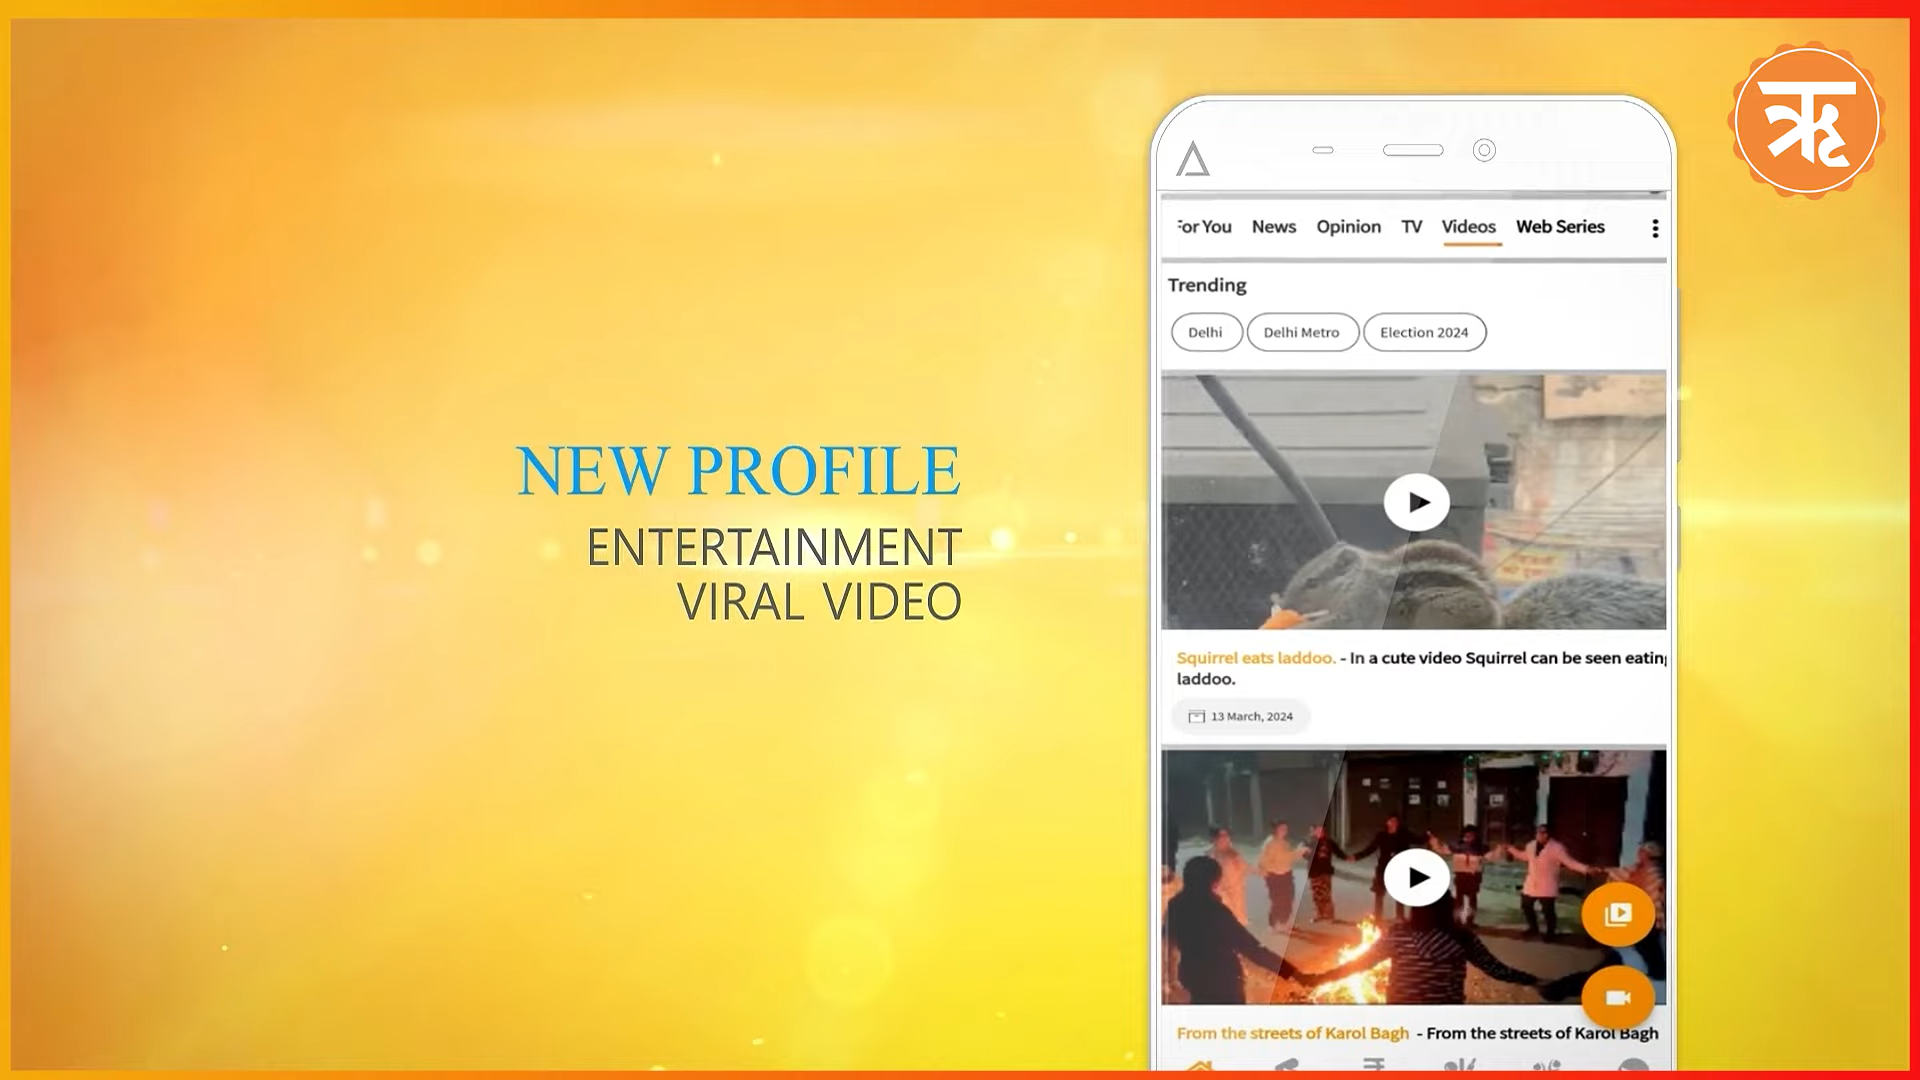 ऋ
For You News Opinion TV Videos Web Series
Trending
Delhi Delhi Metro Election 2024
NEW PROFILE
ENTERTAINMENT
VIRAL VIDEO
Squirrel eats laddoo. - In a cute video Squirrel can be seen eating
laddoo.
13 March, 2024
From the streets of Karol Bagh - From the streets of Karol Bagh